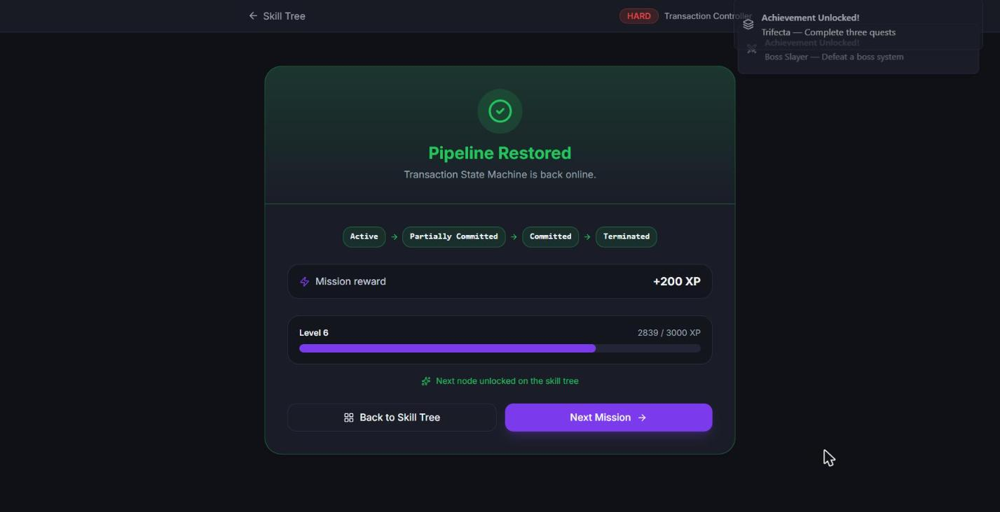 Skill Tree
HARD Transaction Controller
Achievement Unlocked!
Trifecta — Complete three quests
Achievement Unlocked!
Boss Slayer — Defeat a boss system
Pipeline Restored
Transaction State Machine is back online.
Active → Partially Committed → Committed → Terminated
Mission reward +200 XP
Level 6 2839 / 3000 XP
Next node unlocked on the skill tree
Back to Skill Tree
Next Mission →